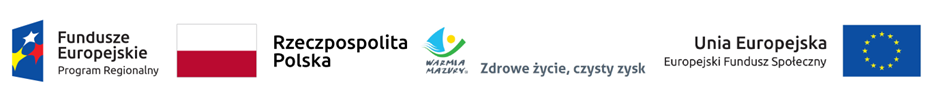 Fundusze
Europejskie
Program Regionalny
Rzeczpospolita
Polska
WARMIA
MAZURY®
Zdrowe życie, czysty zysk
Unia Europejska
Europejski Fundusz Społeczny